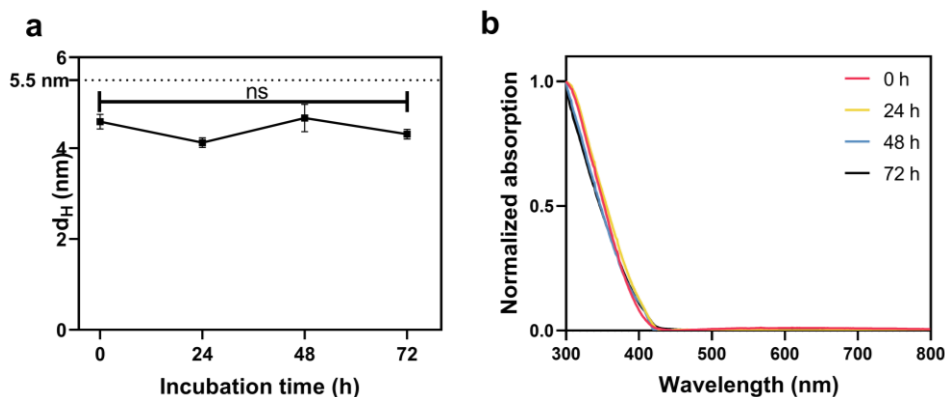 a
6
5.5 nm
ns
4
2
0
d_H (nm)
0 24 48 72
Incubation time (h)
b
1.0
0.5
0.0
Normalized absorption
0 h
24 h
48 h
72 h
300 400 500 600 700 800
Wavelength (nm)